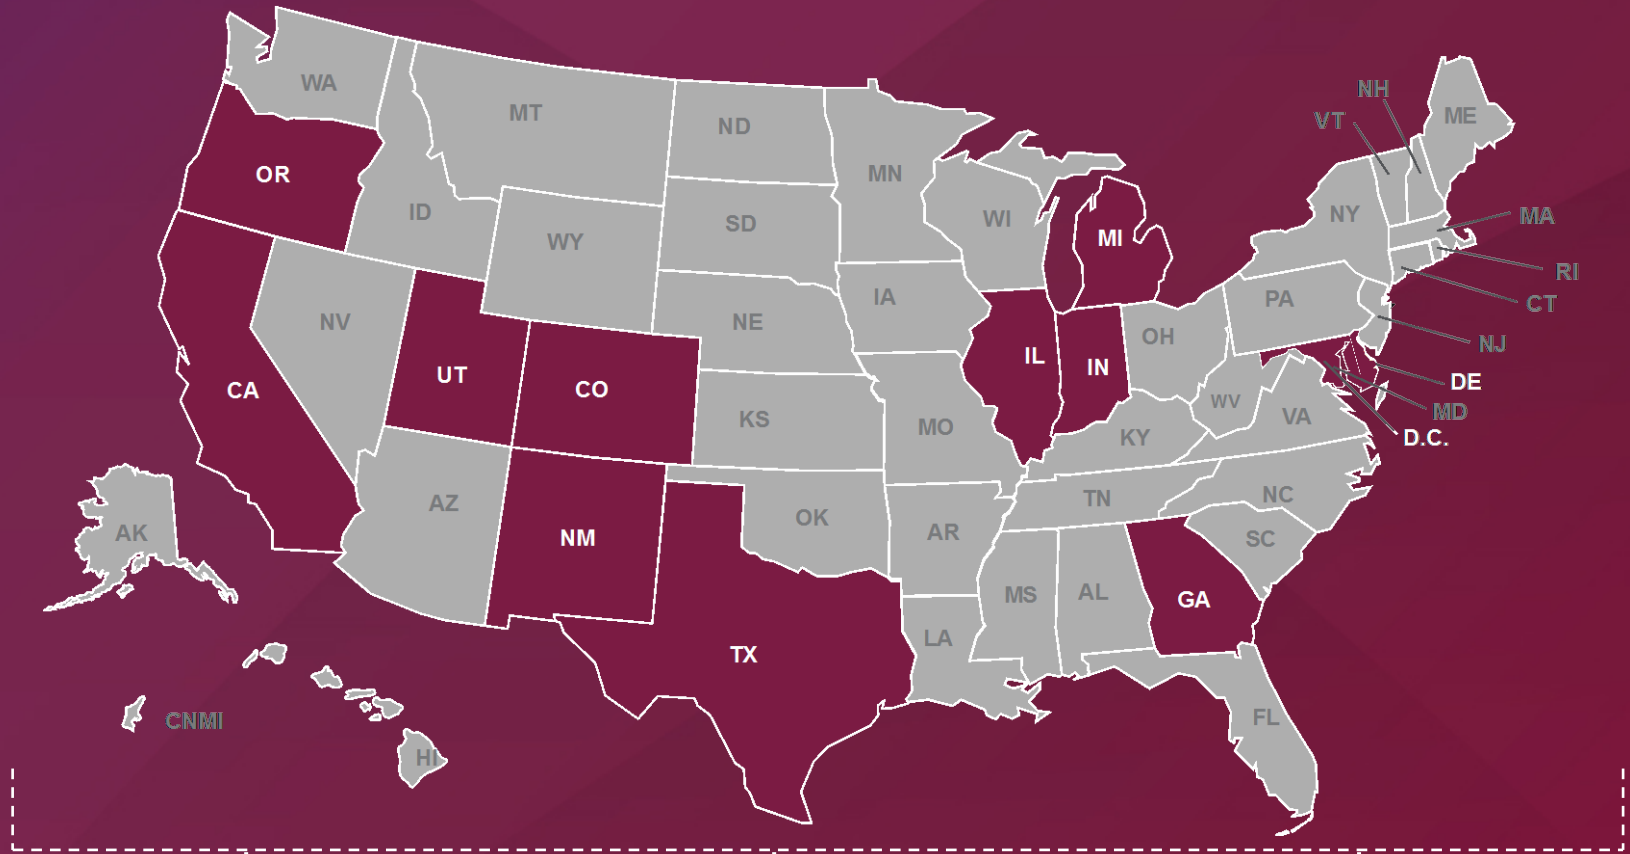 WA
MT
ND
MN
NH
VT
ME
OR
ID
SD
WI
MI
NY
MA
WY
RI
IA
PA
CT
NV
NE
OH
NJ
UT
CO
IL
IN
DE
CA
WV
MD
KS
MO
KY
VA
D.C.
AZ
OK
AR
TN
NC
AK
NM
SC
MS
AL
GA
TX
LA
FL
CNMI
HI